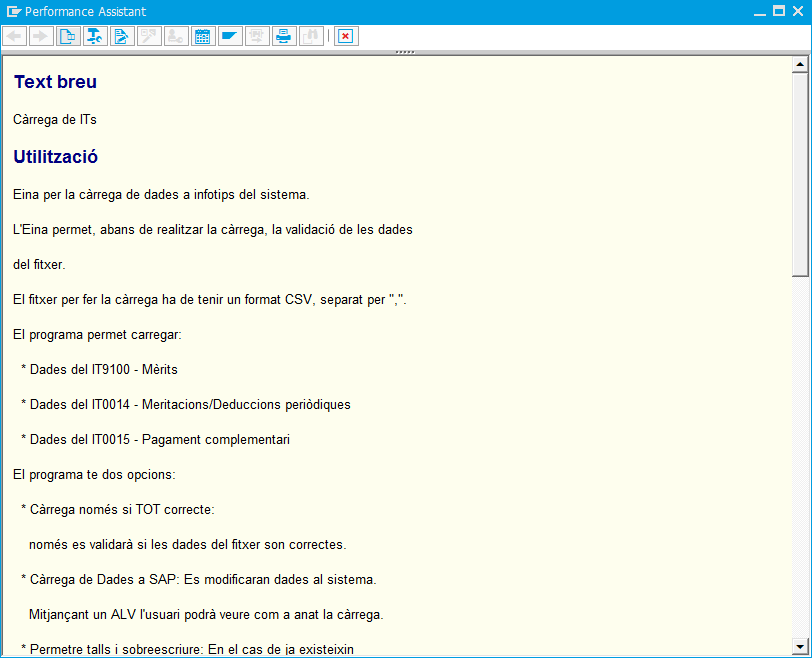 Performance Assistant
Text breu
Càrrega de ITs
Utilització
Eina per la càrrega de dades a infotips del sistema.
L'Eina permet, abans de realitzar la càrrega, la validació de les dades
del fitxer.
El fitxer per fer la càrrega ha de tenir un format CSV, separat per ",".
El programa permet carregar:
* Dades del IT9100 - Mèrits
* Dades del IT0014 - Meritacions/Deduccions periòdiques
* Dades del IT0015 - Pagament complementari
El programa te dos opcions:
* Càrrega només si TOT correcte:
només es validarà si les dades del fitxer son correctes.
* Càrrega de Dades a SAP: Es modificaran dades al sistema.
Mitjançant un ALV l'usuari podrà veure com a anat la càrrega.
* Permetre talls i sobreescriure: En el cas de ja existeixin